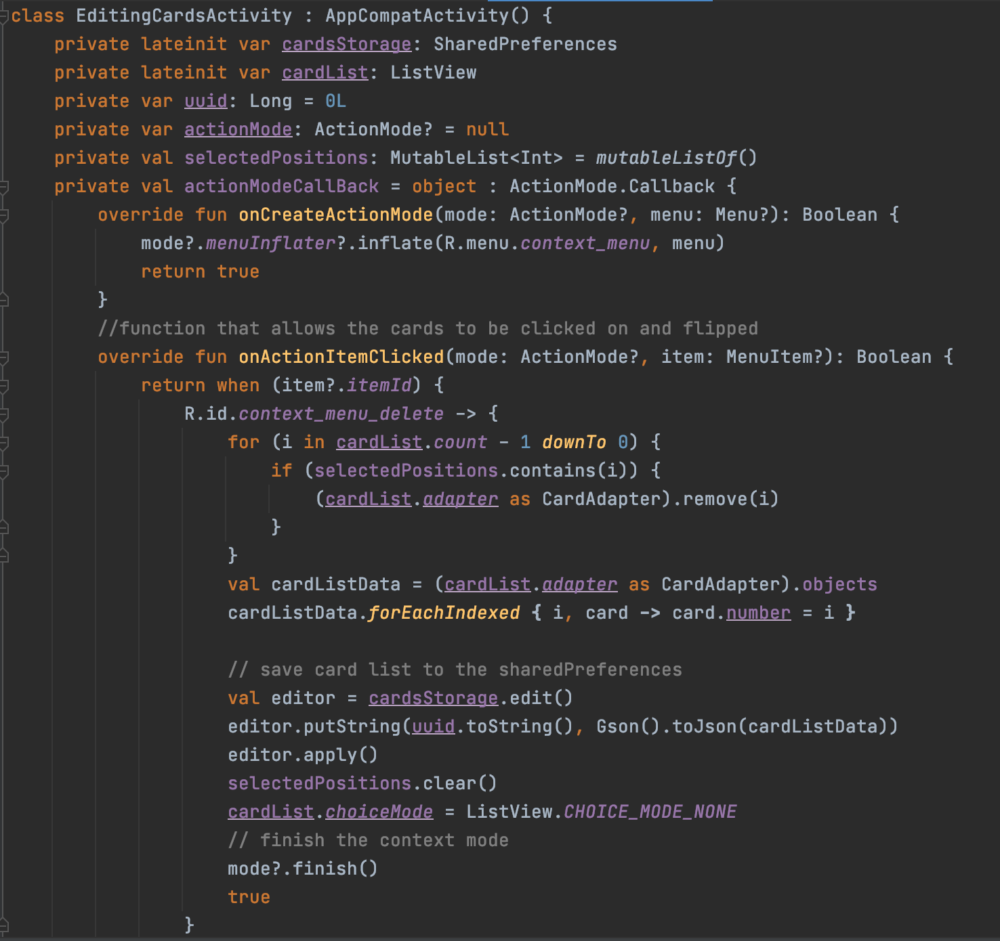 class EditingCardsActivity : AppCompatActivity() {
    private lateinit var cardsStorage: SharedPreferences
    private lateinit var cardList: ListView
    private var uuid: Long = 0L
    private var actionMode: ActionMode? = null
    private val selectedPositions: MutableList<Int> = mutableListOf()
    private val actionModeCallBack = object : ActionMode.Callback {
        override fun onCreateActionMode(mode: ActionMode?, menu: Menu?): Boolean {
            mode?.menuInflater?.inflate(R.menu.context_menu, menu)
            return true
        }
        //function that allows the cards to be clicked on and flipped
        override fun onActionItemClicked(mode: ActionMode?, item: MenuItem?): Boolean {
            return when (item?.itemId) {
                R.id.context_menu_delete -> {
                    for (i in cardList.count - 1 downTo 0) {
                        if (selectedPositions.contains(i)) {
                            (cardList.adapter as CardAdapter).remove(i)
                        }
                    }
                    val cardListData = (cardList.adapter as CardAdapter).objects
                    cardListData.forEachIndexed { i, card -> card.number = i }

                    // save card list to the sharedPreferences
                    val editor = cardsStorage.edit()
                    editor.putString(uuid.toString(), Gson().toJson(cardListData))
                    editor.apply()
                    selectedPositions.clear()
                    cardList.choiceMode = ListView.CHOICE_MODE_NONE
                    // finish the context mode
                    mode?.finish()
                    true
                }